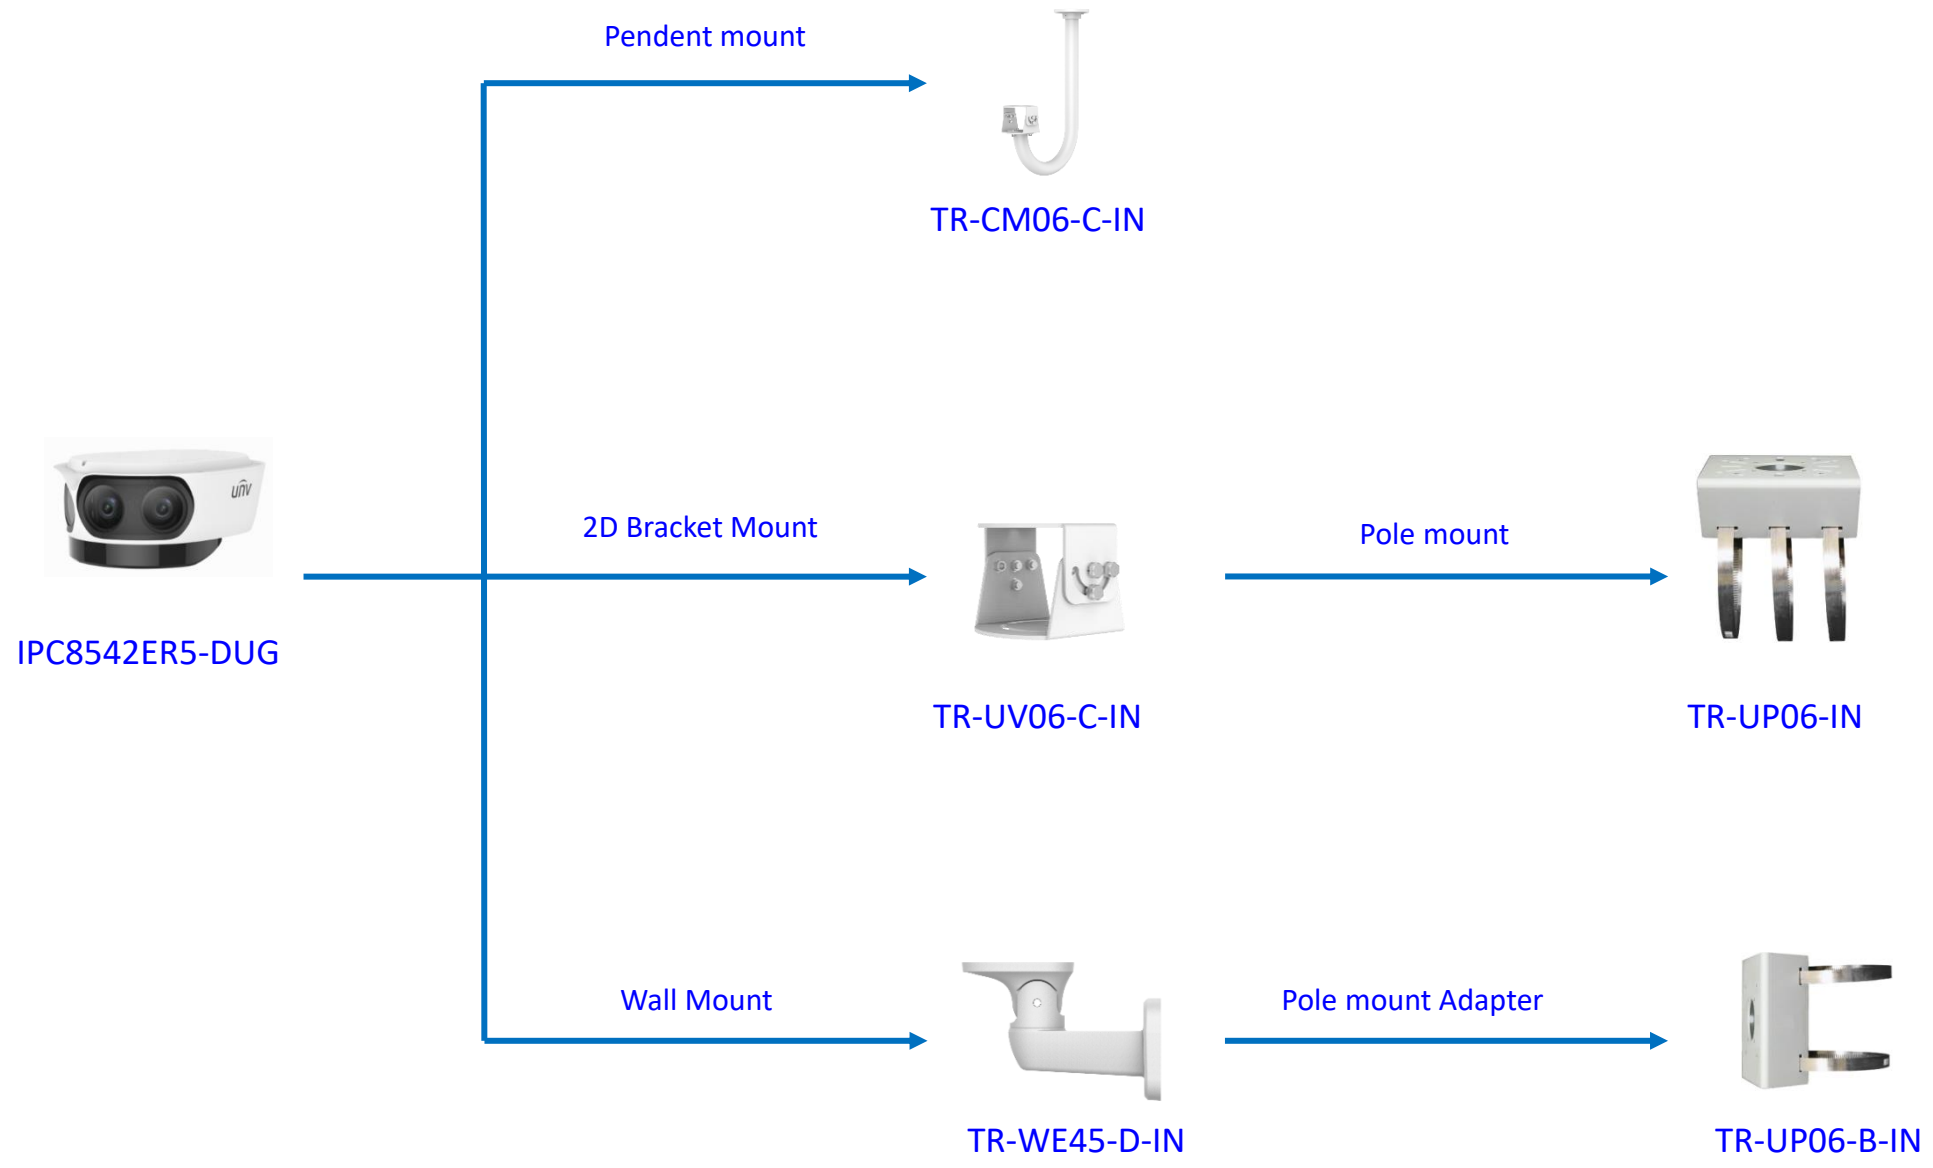 Pendent mount
TR-CM06-C-IN
unv
IPC8542ER5-DUG
2D Bracket Mount
TR-UV06-C-IN
Pole mount
TR-UP06-IN
Wall Mount
TR-WE45-D-IN
Pole mount Adapter
TR-UP06-B-IN